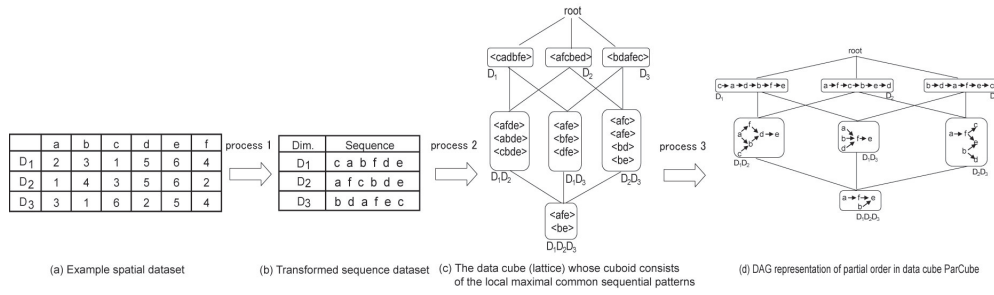 root
<cadbfe> <afcbed> <bdafec>
D1 D2 D3
root
c a d b f e a f c b e d b d a f e c
D1 D2
a b c d e f
D1 2 3 1 5 6 4
D2 1 4 3 5 6 2
D3 3 1 6 2 5 4
process 1
Dim. Sequence
D1 c a b f d e
D2 a f c b d e
D3 b d a f e c
process 2
<afde> <afe> <afc>
<abde> <bfe> <afe>
<cbde> <dfe> <bd>
<be>
D1D2 D1D3 D2D3
<afe>
<be>
D1D2D3
process 3
a f b c d e
D1D2
a b d f e
D1D3
a f c e b d
D2D3
a f e
b
D1D2D3
(a) Example spatial dataset
(b) Transformed sequence dataset
(c) The data cube (lattice) whose cuboid consists
of the local maximal common sequential patterns
(d) DAG representation of partial order in data cube ParCube